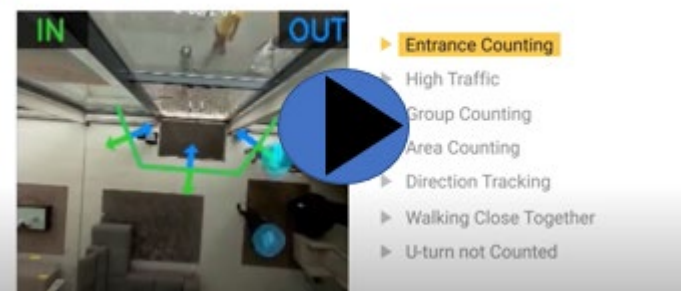 IN
OUT
Entrance Counting
High Traffic
Group Counting
Area Counting
Direction Tracking
Walking Close Together
U-turn not Counted